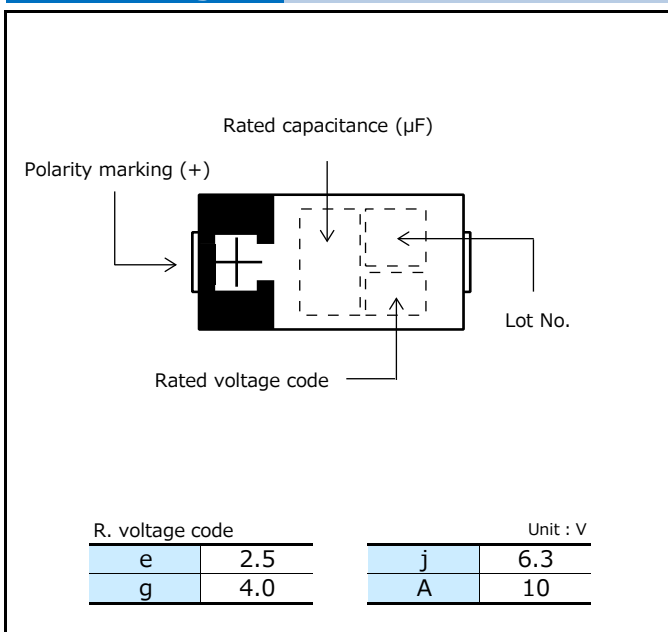 Rated capacitance (µF)
Polarity marking (+)
Lot No.
Rated voltage code
R. voltage code Unit : V
e 2.5 j 6.3
g 4.0 A 10